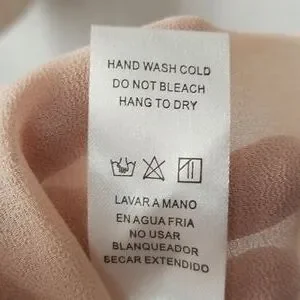 HAND WASH COLD
DO NOT BLEACH
HANG TO DRY
LAVAR A MANO
EN AGUA FRIA
NO USAR
BLANQUEADOR
SECAR EXTENDIDO